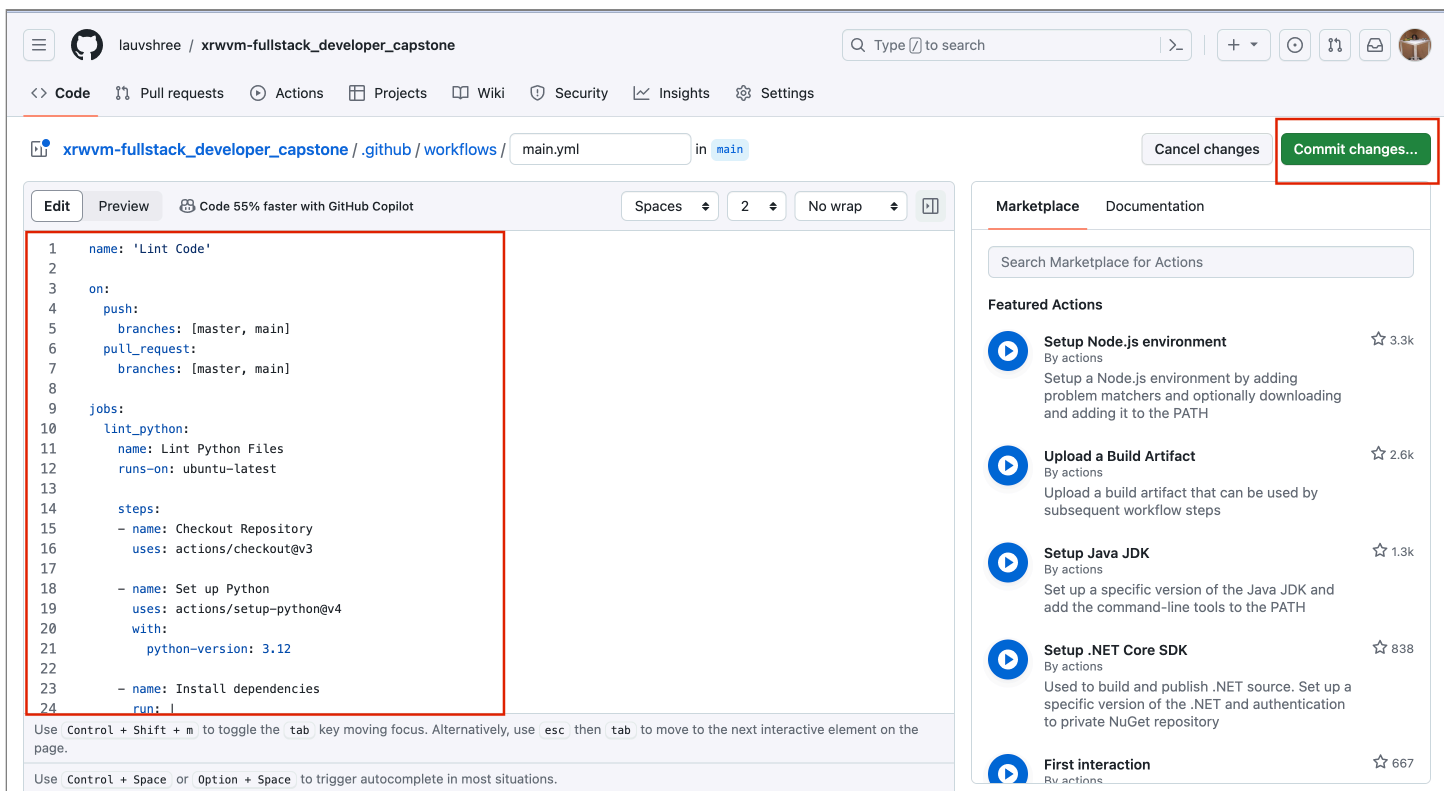 lauvshree / xrwvm-fullstack_developer_capstone
Type / to search
Code Pull requests Actions Projects Wiki Security Insights Settings
xrwvm-fullstack_developer_capstone / .github / workflows / main.yml in main
Cancel changes Commit changes...
Edit Preview Code 55% faster with GitHub Copilot
Spaces 2 No wrap
1 name: 'Lint Code'
2
3 on:
4 push:
5 branches: [master, main]
6 pull_request:
7 branches: [master, main]
8
9 jobs:
10 lint_python:
11 name: Lint Python Files
12 runs-on: ubuntu-latest
13
14 steps:
15 - name: Checkout Repository
16 uses: actions/checkout@v3
17
18 - name: Set up Python
19 uses: actions/setup-python@v4
20 with:
21 python-version: 3.12
22
23 - name: Install dependencies
24 run: |
Use Control + Shift + m to toggle the tab key moving focus. Alternatively, use esc then tab to move to the next interactive element on the
page.
Use Control + Space or Option + Space to trigger autocomplete in most situations.
Marketplace Documentation
Search Marketplace for Actions
Featured Actions
Setup Node.js environment 3.3k
By actions
Setup a Node.js environment by adding
problem matchers and optionally downloading
and adding it to the PATH
Upload a Build Artifact 2.6k
By actions
Upload a build artifact that can be used by
subsequent workflow steps
Setup Java JDK 1.3k
By actions
Set up a specific version of the Java JDK and
add the command-line tools to the PATH
Setup .NET Core SDK 838
By actions
Used to build and publish .NET source. Set up a
specific version of the .NET and authentication
to private NuGet repository
First interaction 667
By actions